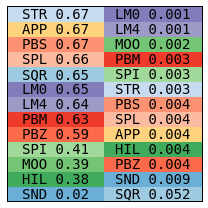 STR 0.67 LM0 0.001
APP 0.67 LM4 0.001
PBS 0.67 MOO 0.002
SPL 0.66 PBM 0.003
SQR 0.65 SPI 0.003
LM0 0.65 STR 0.003
LM4 0.64 PBS 0.004
PBM 0.63 SPL 0.004
PBZ 0.59 APP 0.004
SPI 0.41 HIL 0.004
MOO 0.39 PBZ 0.004
HIL 0.38 SND 0.009
SND 0.02 SQR 0.052